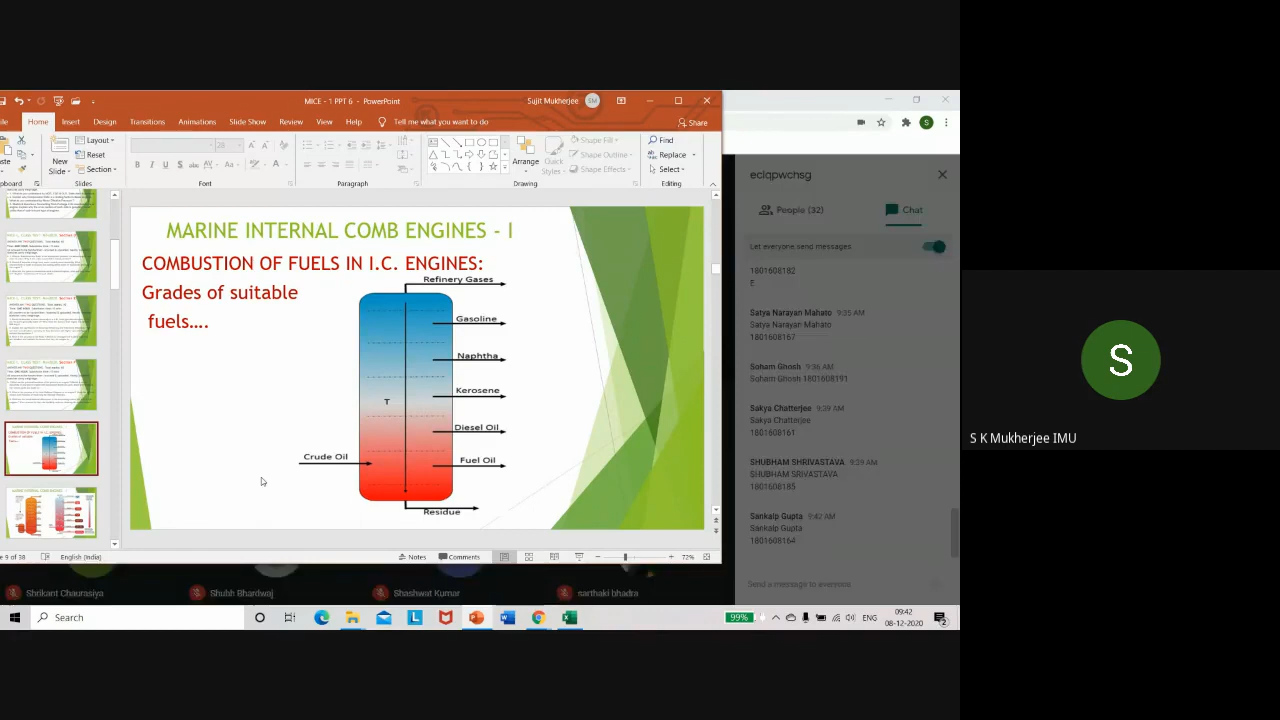 MICE - 1 PPT 6 - PowerPoint
Sujit Mukherjee
SM
Home
Insert
Design
Transitions
Animations
Slide Show
Review
View
Help
Tell me what you want to do
Share
New
Slide
Layout
Reset
Section
Slides
Font
Paragraph
Arrange
Quick
Styles
Shape Fill
Shape Outline
Shape Effects
Drawing
Find
Replace
Select
Editing
MARINE INTERNAL COMB ENGINES - I
COMBUSTION OF FUELS IN I.C. ENGINES:
Grades of suitable
fuels....
Refinery Gases
Gasoline
Naphtha
Kerosene
T
Diesel Oil
Crude Oil
Fuel Oil
Residue
9 of 38
English (India)
Notes
Comments
72%
S
eclqpwchsg
People (32)
Chat
Let everyone send messages
1801608182
E
Satya Narayan Mahato 9:35 AM
Satya Narayan Mahato
1801608167
Soham Ghosh 9:36 AM
Soham Ghosh 1801608191
Sakya Chatterjee 9:39 AM
Sakya Chatterjee
1801608161
SHUBHAM SHRIVASTAVA 9:39 AM
SHUBHAM SRIVASTAVA
1801608185
Sankalp Gupta 9:42 AM
Sankalp Gupta
1801608164
Send a message to everyone
Shrikant Chaurasiya
Shubh Bhardwaj
Shashwat Kumar
sarthaki bhadra
Search
99%
ENG
09:42
08-12-2020
S
S K Mukherjee IMU